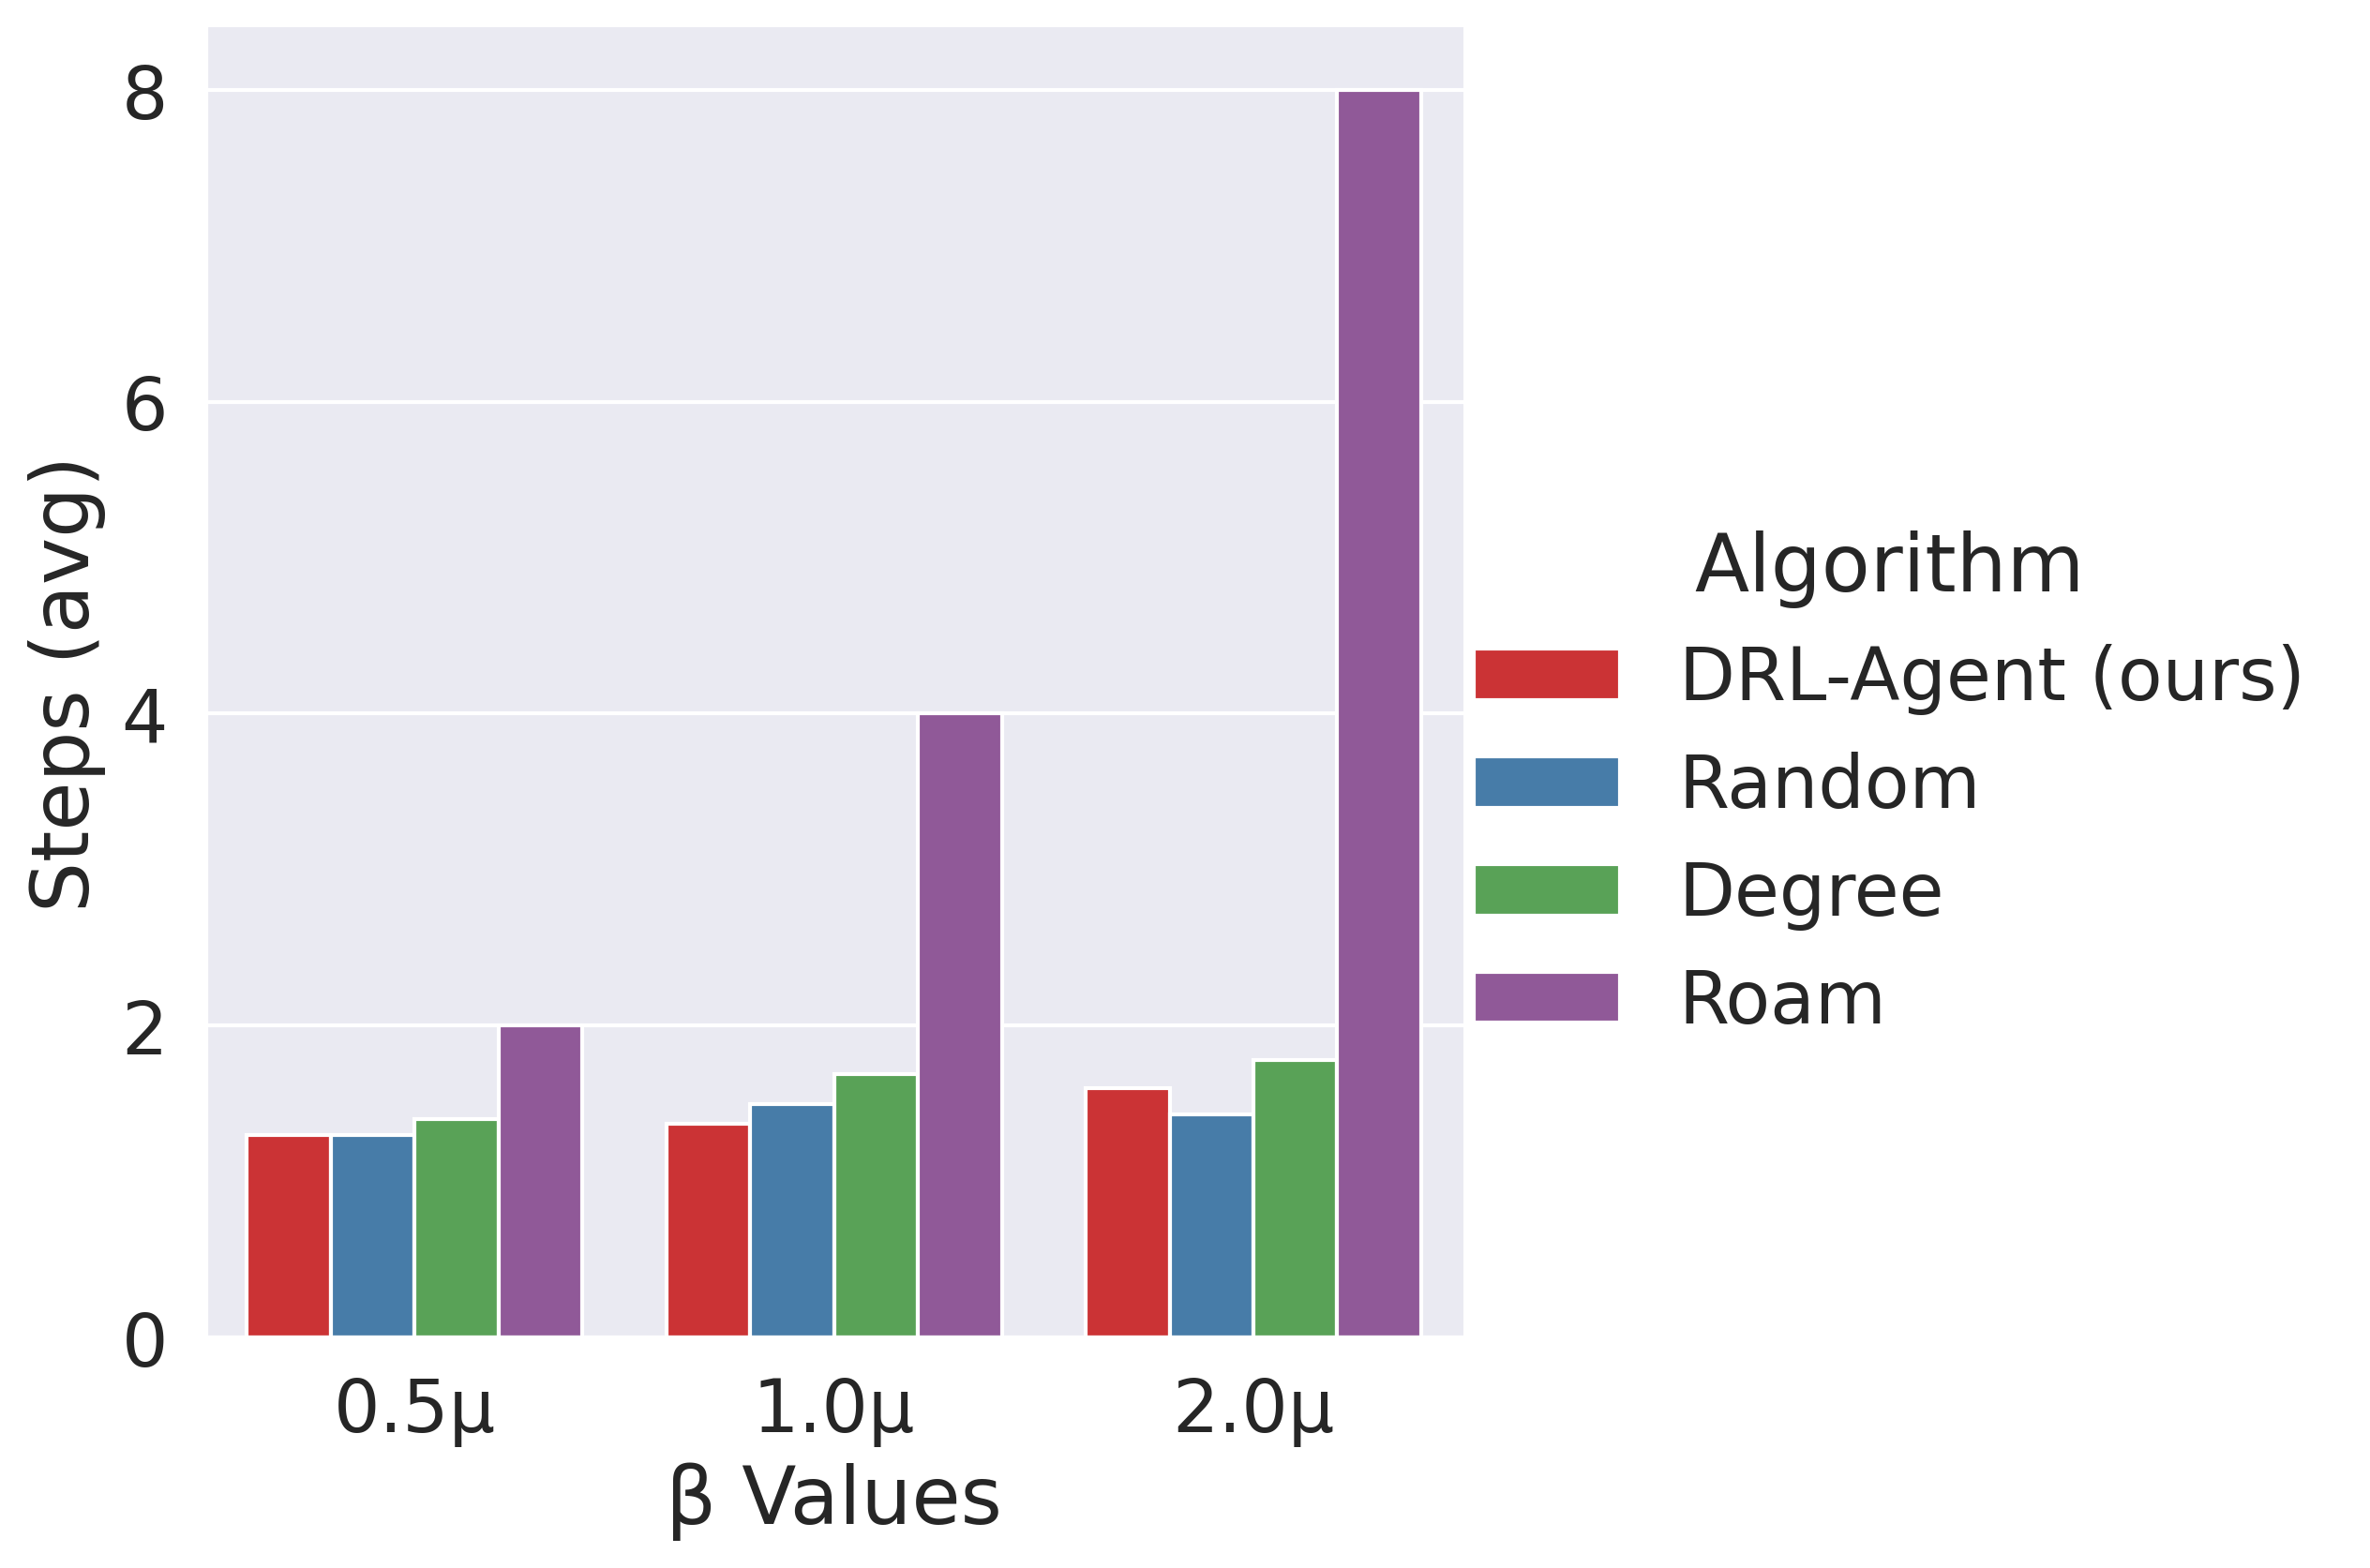 8
6
4
2
0
Steps (avg)
0.5μ 1.0μ 2.0μ
β Values
Algorithm
DRL-Agent (ours)
Random
Degree
Roam